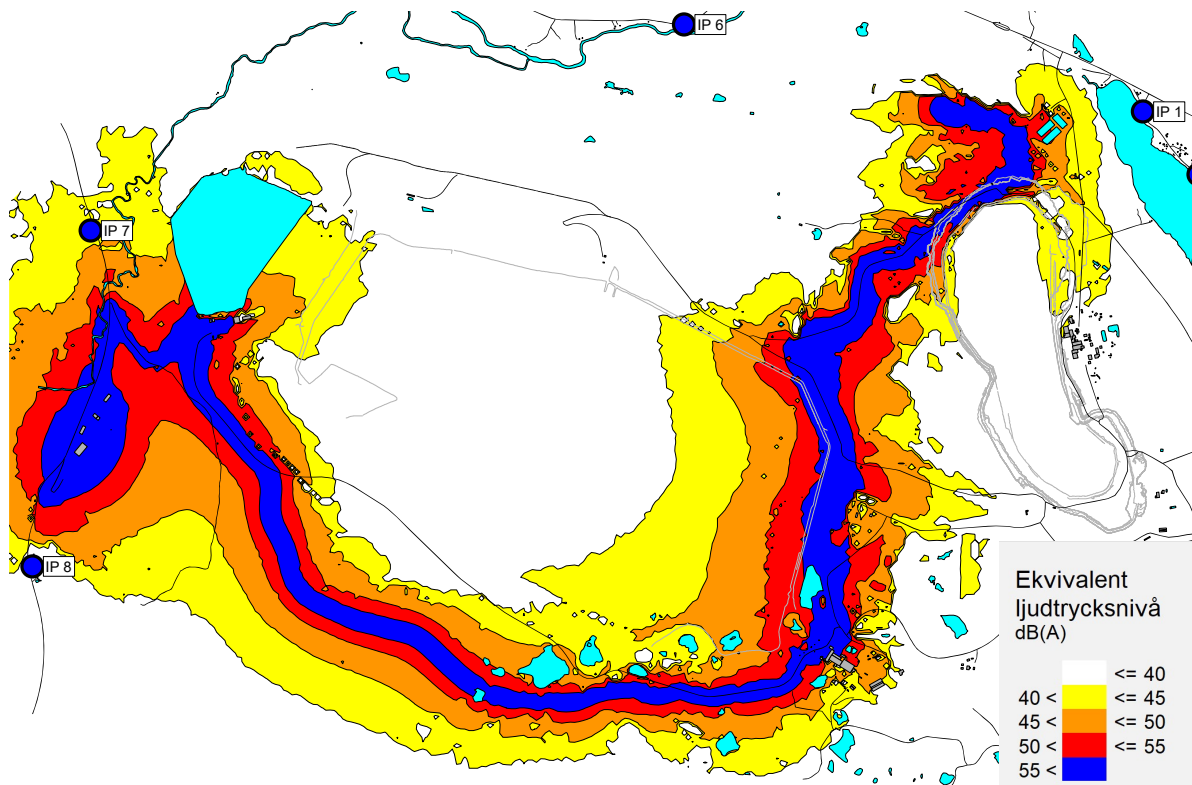 IP 6
IP 1
IP 7
IP 8
Ekvivalent
ljudtrycksnivå
dB(A)
<= 40
40 < <= 45
45 < <= 50
50 < <= 55
55 <